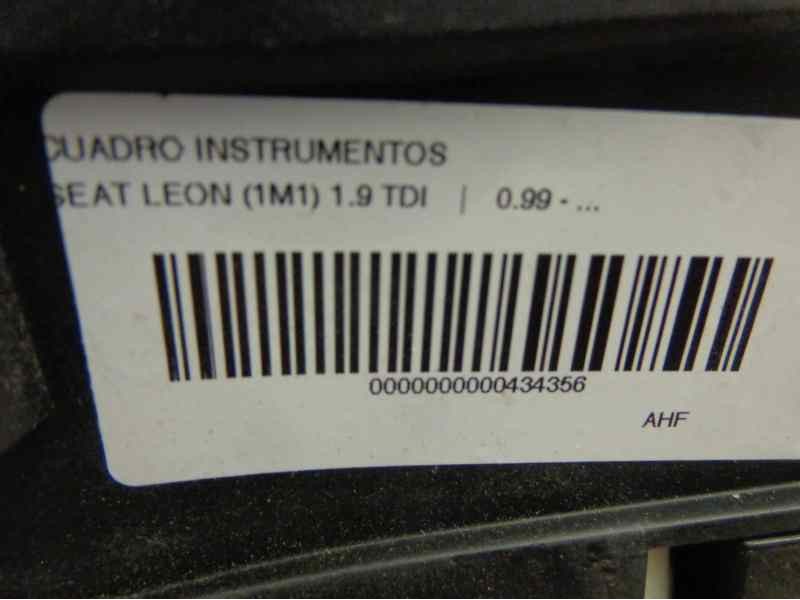 CUADRO INSTRUMENTOS
SEAT LEON (1M1) 1.9 TDI | 0.99 - ...
0000000000434356
AHF